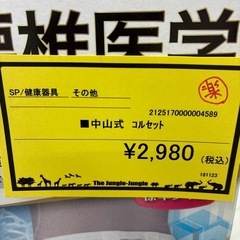 椎医学
SP/健康器具 その他
楽
2125170000004589
■中山式 コルセット
¥2,980(税込)
The Jungle-Jungle
181123